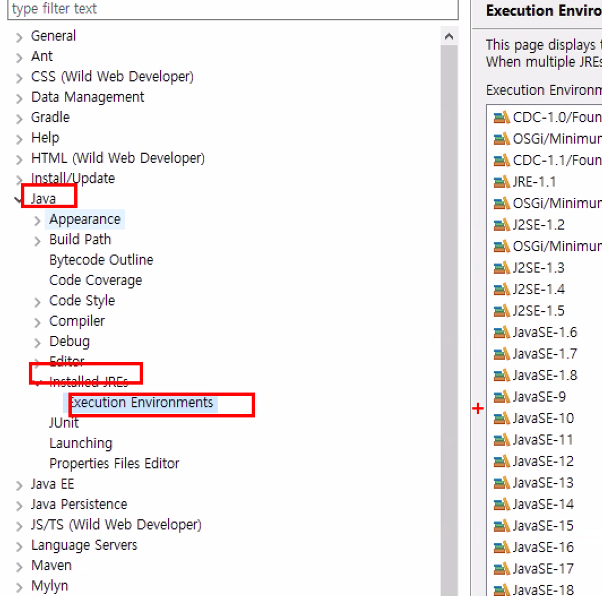 type filter text
General
Ant
CSS (Wild Web Developer)
Data Management
Gradle
Help
HTML (Wild Web Developer)
Install/Update
Java
Appearance
Build Path
Bytecode Outline
Code Coverage
Code Style
Compiler
Debug
Editor
Installed JREs
Execution Environments
JUnit
Launching
Properties Files Editor
Java EE
Java Persistence
JS/TS (Wild Web Developer)
Language Servers
Maven
Mylyn
Execution Enviro
This page displays t
When multiple JREs
Execution Environm
CDC-1.0/Foun
OSGi/Minimum
CDC-1.1/Foun
JRE-1.1
OSGi/Minimum
J2SE-1.2
OSGi/Minimum
J2SE-1.3
J2SE-1.4
J2SE-1.5
JavaSE-1.6
JavaSE-1.7
JavaSE-1.8
JavaSE-9
JavaSE-10
JavaSE-11
JavaSE-12
JavaSE-13
JavaSE-14
JavaSE-15
JavaSE-16
JavaSE-17
JavaSE-18